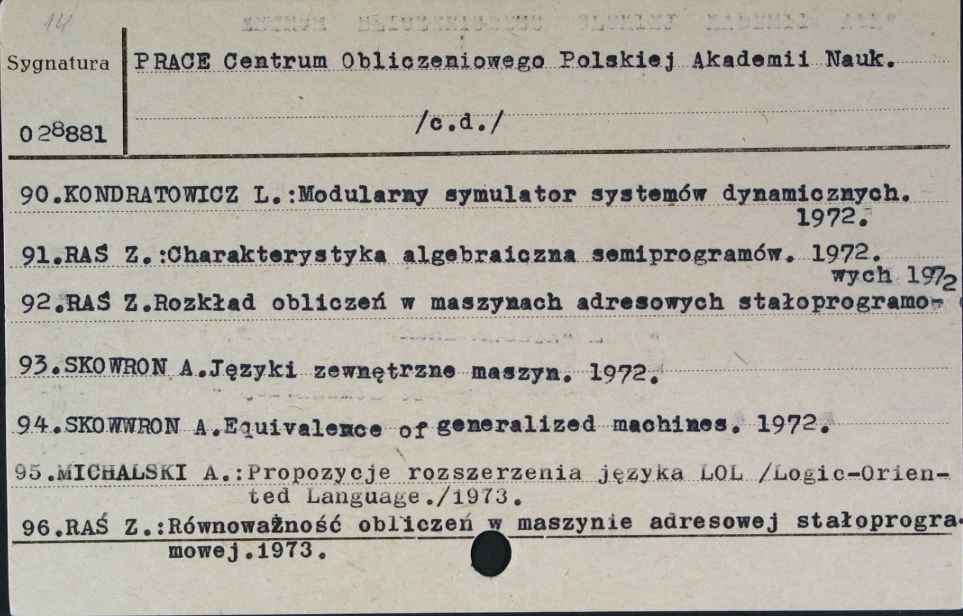 14
Sygnatura
PRACE Centrum Obliczeniowego Polskiej Akademii Nauk.
028881
/c.d./
90.KONDRATOWICZ L.:Modularny symulator systemów dynamicznych.
1972.
91.RAŚ Z.:Charakterystyka algebraiczna semiprogramów. 1972.
wych 1972
92.RAŚ Z.Rozkład obliczeń w maszynach adresowych stałoprogramo-
93.SKOWRON A.Języki zewnętrzne maszyn. 1972.
94.SKOWWRON A.Equivalence of generalized machines. 1972.
95.MICHALSKI A.:Propozycje rozszerzenia języka LOL /Logic-Orien-
ted Language./1973.
96.RAŚ Z.:Równoważność obliczeń w maszynie adresowej stałoprogra-
mowej.1973.